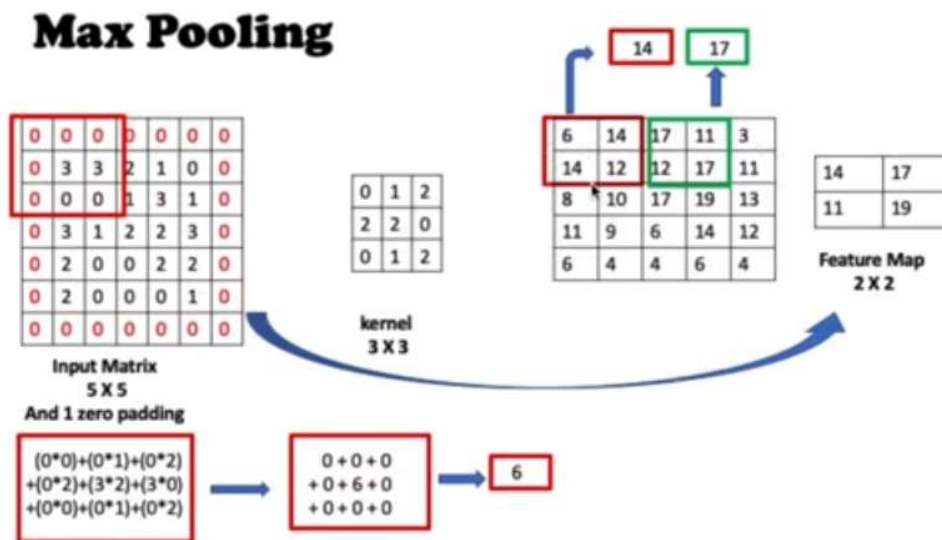 Max Pooling
14 17
0 0 0 0 0 0 0
0 3 3 2 1 0 0
0 0 0 1 3 1 0
0 3 1 2 2 3 0
0 2 0 0 2 2 0
0 2 0 0 0 1 0
0 0 0 0 0 0 0
Input Matrix
5 X 5
And 1 zero padding
0 1 2
2 2 0
0 1 2
kernel
3 X 3
6 14 17 11 3
14 12 12 17 11
8 10 17 19 13
11 9 6 14 12
6 4 4 6 4
14 17
11 19
Feature Map
2 X 2
(0*0)+(0*1)+(0*2)
+(0*2)+(3*2)+(3*0)
+(0*0)+(0*1)+(0*2)
0 + 0 + 0
+ 0 + 6 + 0
+ 0 + 0 + 0
6